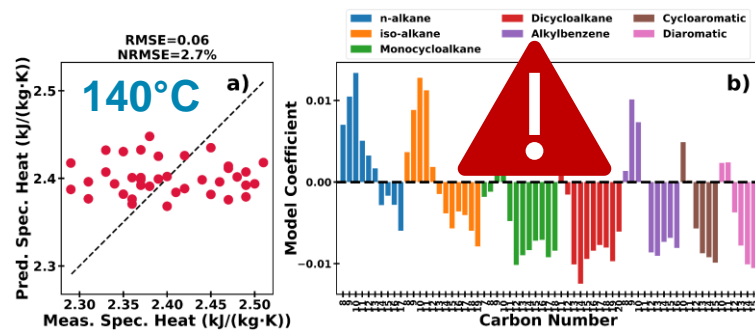 RMSE=0.06
NRMSE=2.7%
a)
140°C
Pred. Spec. Heat (kJ/(kg·K))
2.5
2.4
2.3
2.30 2.35 2.40 2.45 2.50
Meas. Spec. Heat (kJ/(kg·K))
n-alkane
iso-alkane
Monocycloalkane
Dicycloalkane
Alkylbenzene
Cycloaromatic
Diaromatic
b)
!
Model Coefficient
0.01
0.00
−0.01
Carbon Number